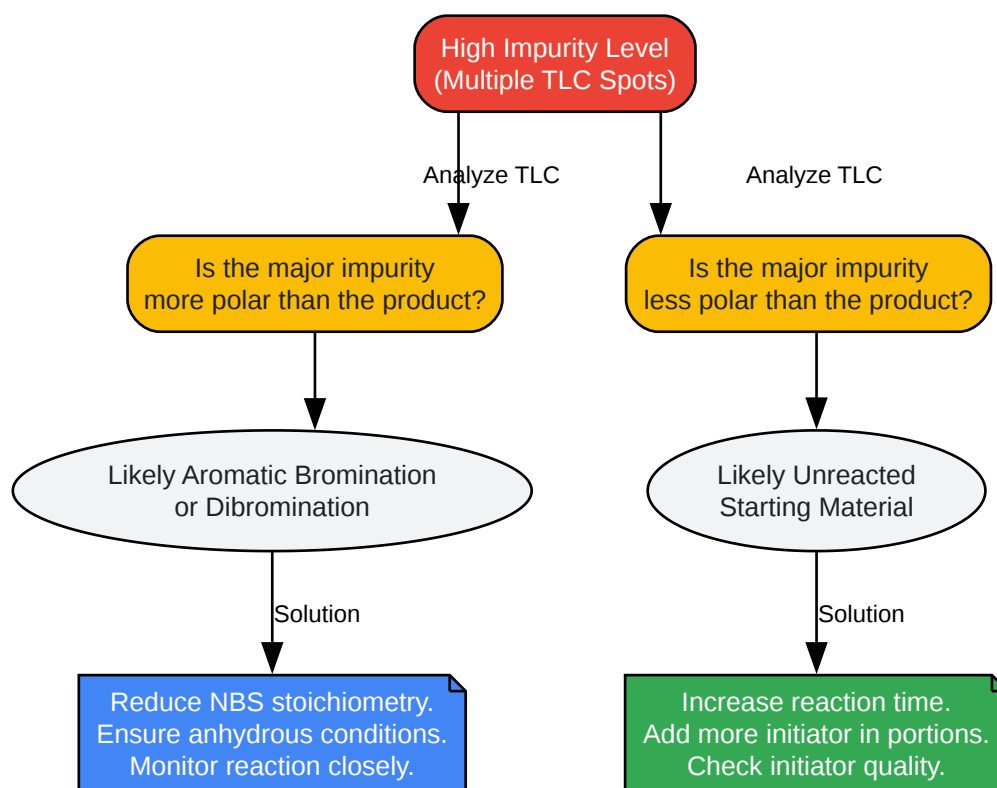 High Impurity Level
(Multiple TLC Spots)
Analyze TLC
Analyze TLC
Is the major impurity
more polar than the product?
Is the major impurity
less polar than the product?
Likely Aromatic Bromination
or Dibromination
Likely Unreacted
Starting Material
Solution
Solution
Reduce NBS stoichiometry.
Ensure anhydrous conditions.
Monitor reaction closely.
Increase reaction time.
Add more initiator in portions.
Check initiator quality.